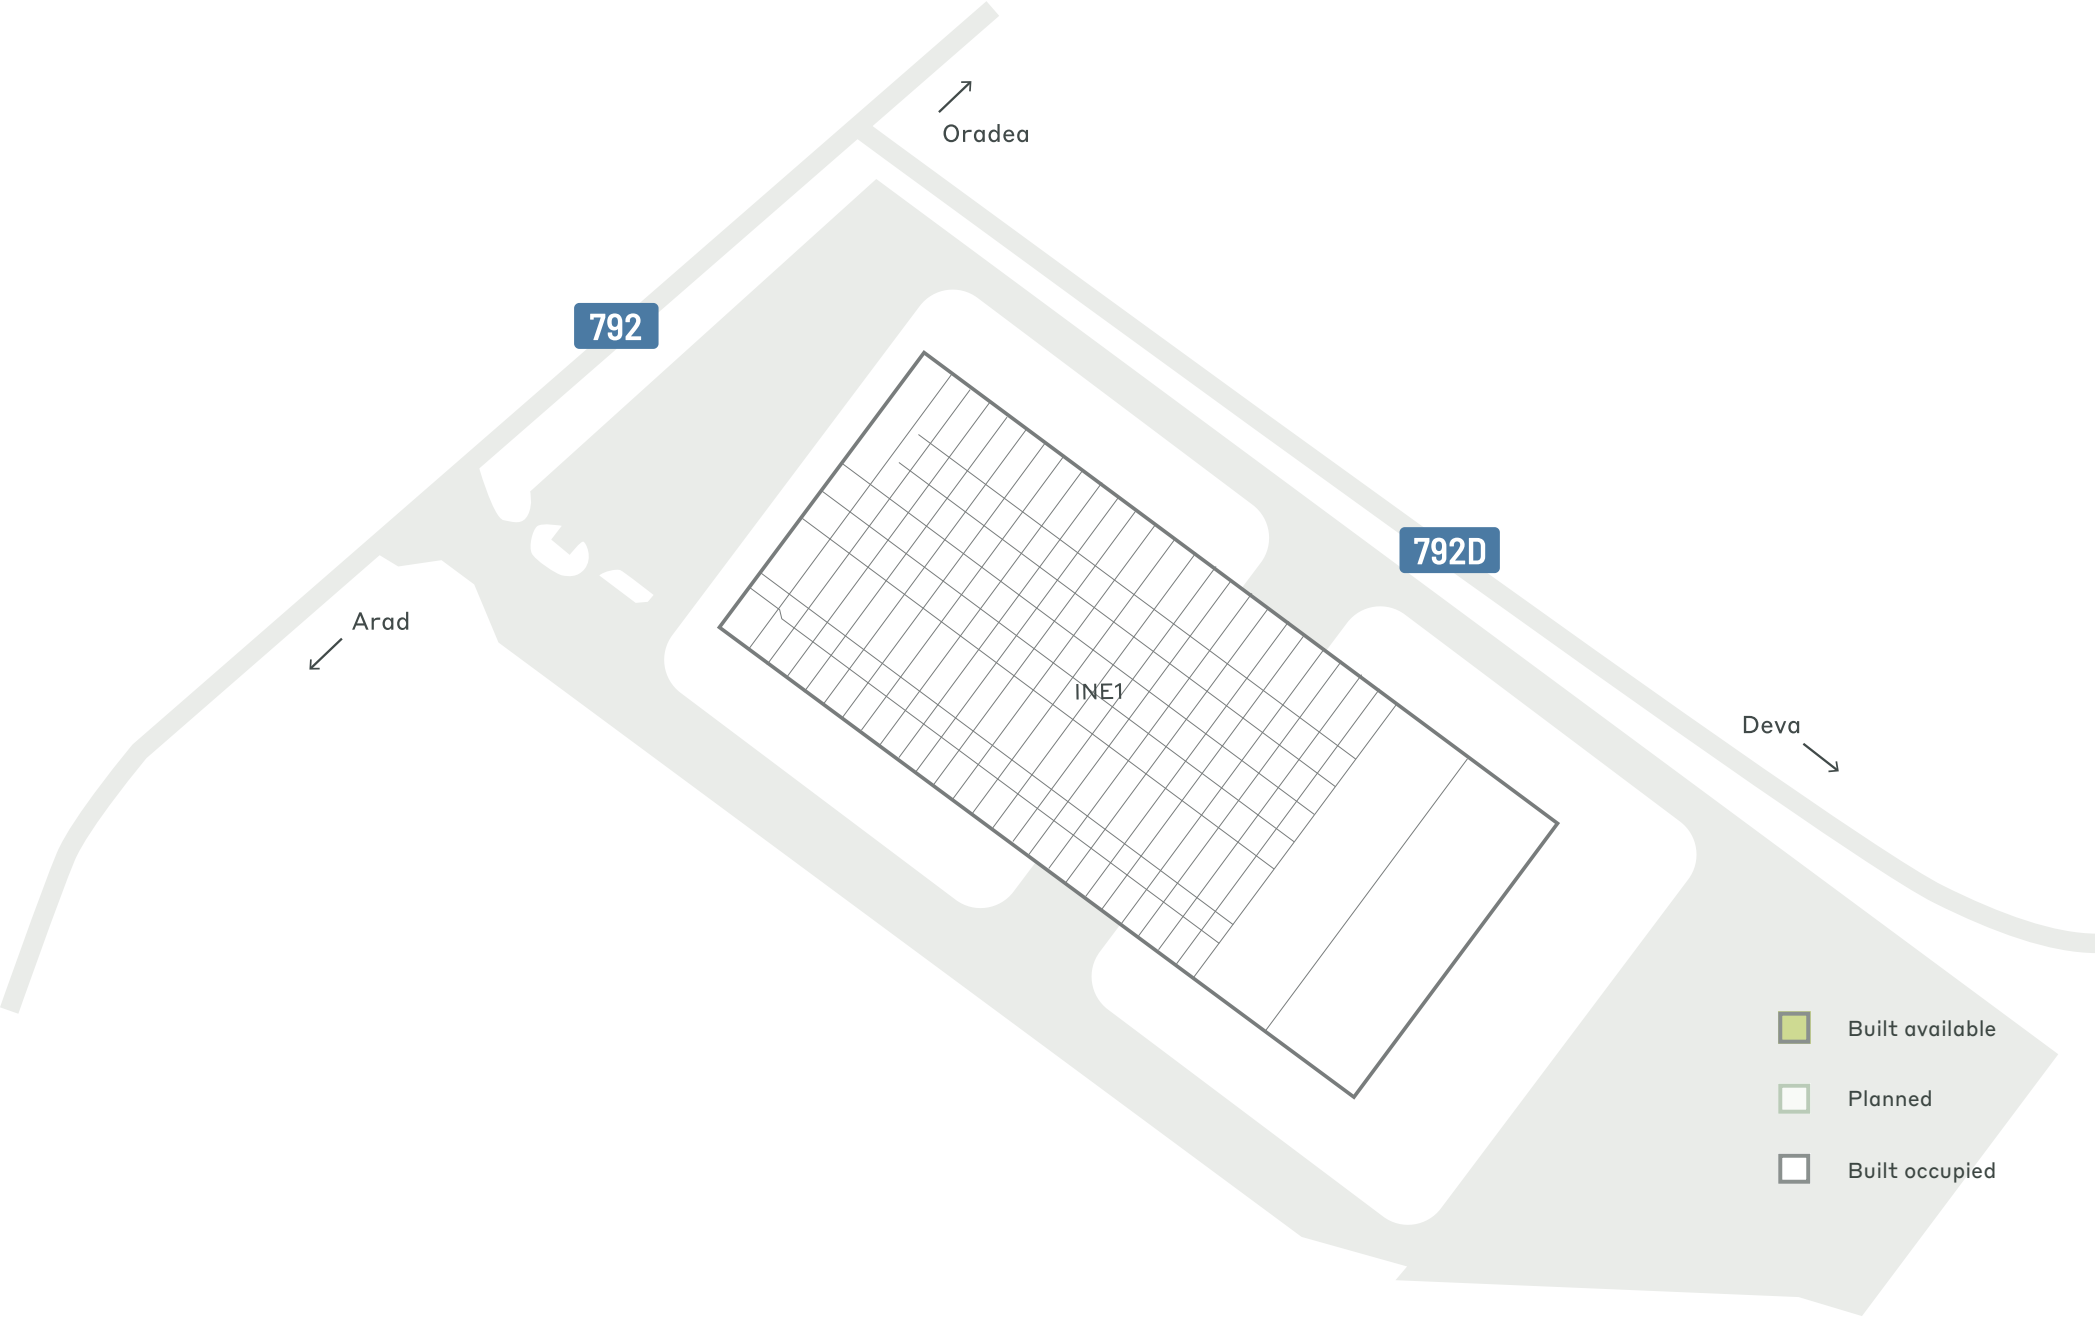 Oradea
792
792D
Arad
INE1
Deva
Built available
Planned
Built occupied